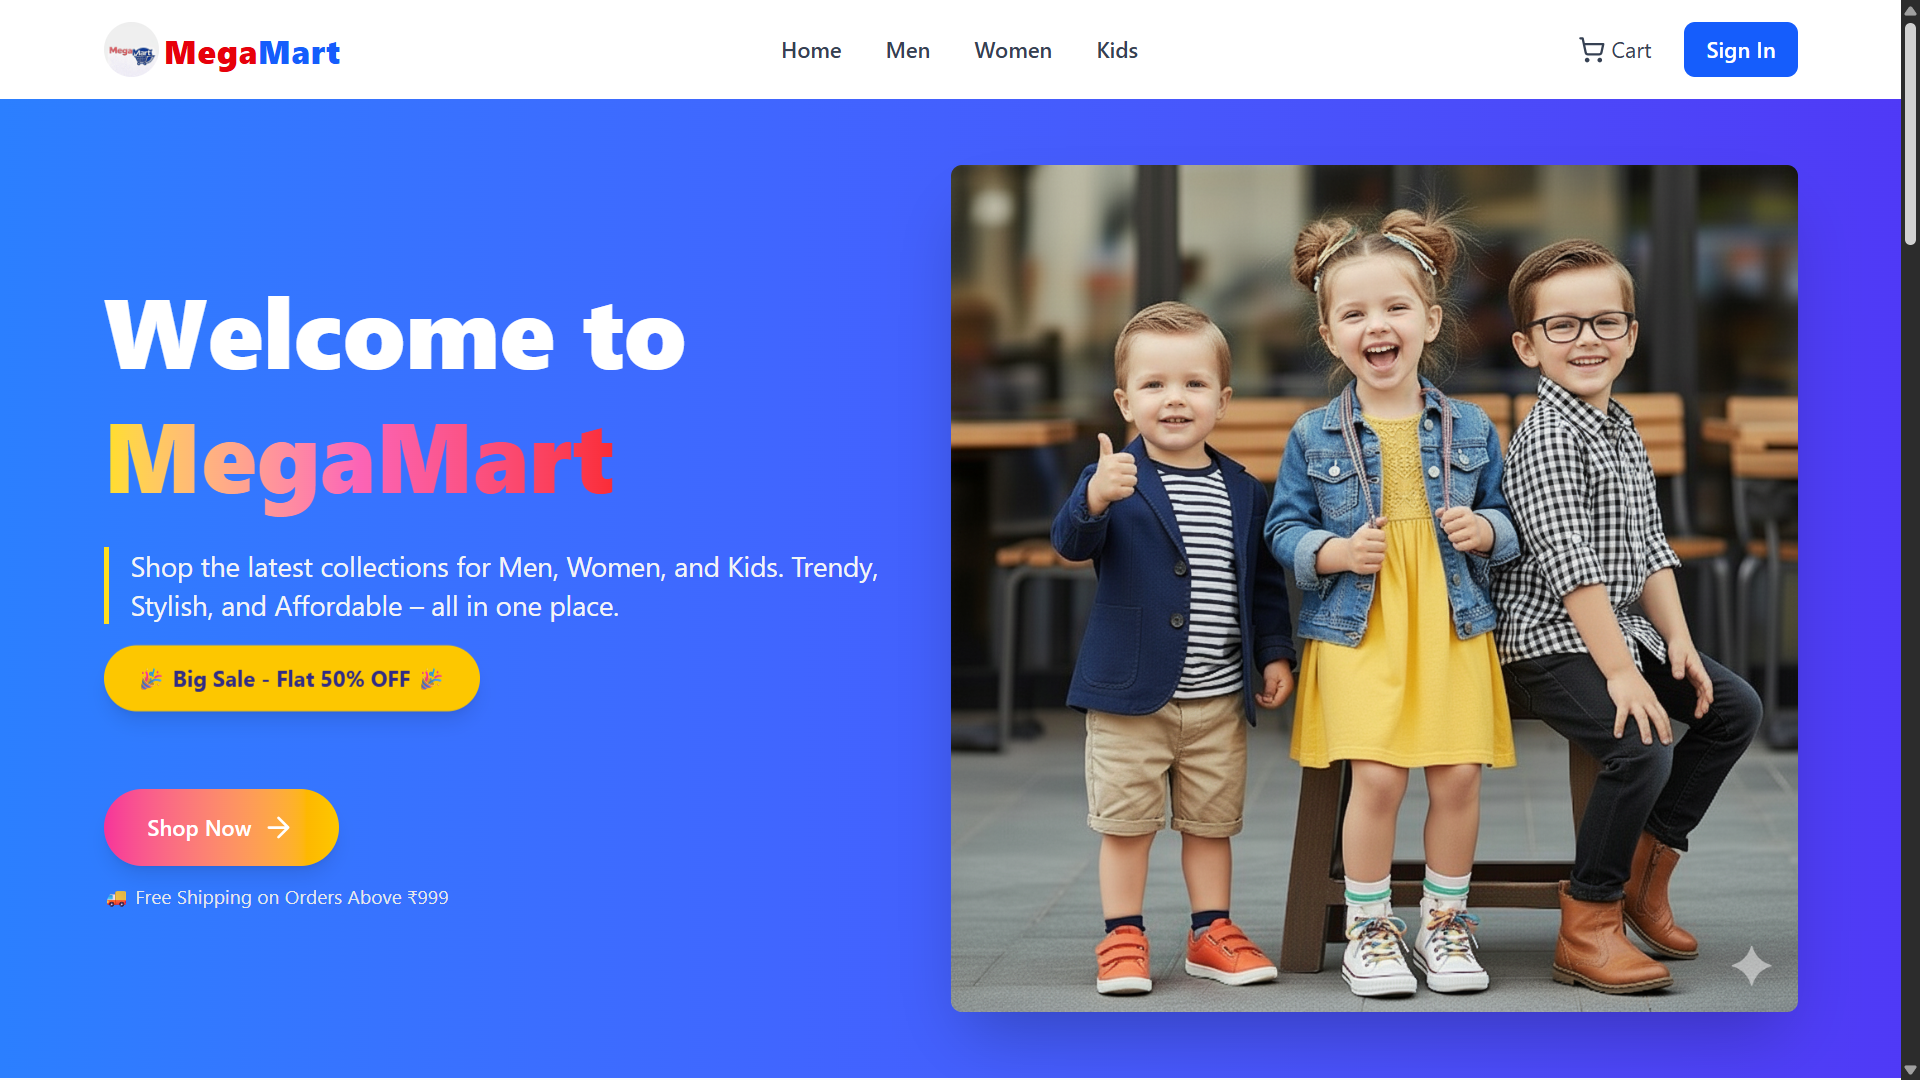 MegaMart
MegaMart
Home
Men
Women
Kids
Cart
Sign In
Welcome to
MegaMart
Shop the latest collections for Men, Women, and Kids. Trendy,
Stylish, and Affordable – all in one place.
🎉 Big Sale - Flat 50% OFF 🎉
Shop Now →
🚚 Free Shipping on Orders Above ₹999